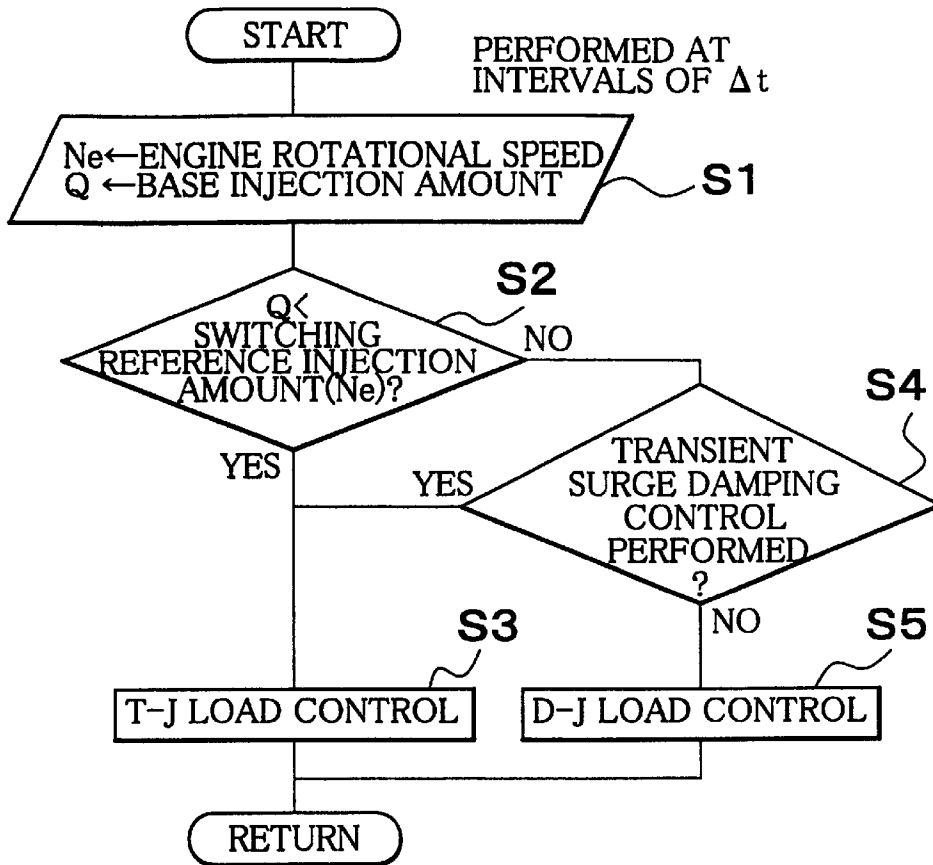 START
PERFORMED AT
INTERVALS OF Δt
Ne←ENGINE ROTATIONAL SPEED
Q ←BASE INJECTION AMOUNT
S1
S2
Q<
SWITCHING
REFERENCE INJECTION
AMOUNT(Ne)?
NO
YES
S4
TRANSIENT
SURGE DAMPING
CONTROL
PERFORMED
?
YES
NO
S3
T-J LOAD CONTROL
S5
D-J LOAD CONTROL
RETURN